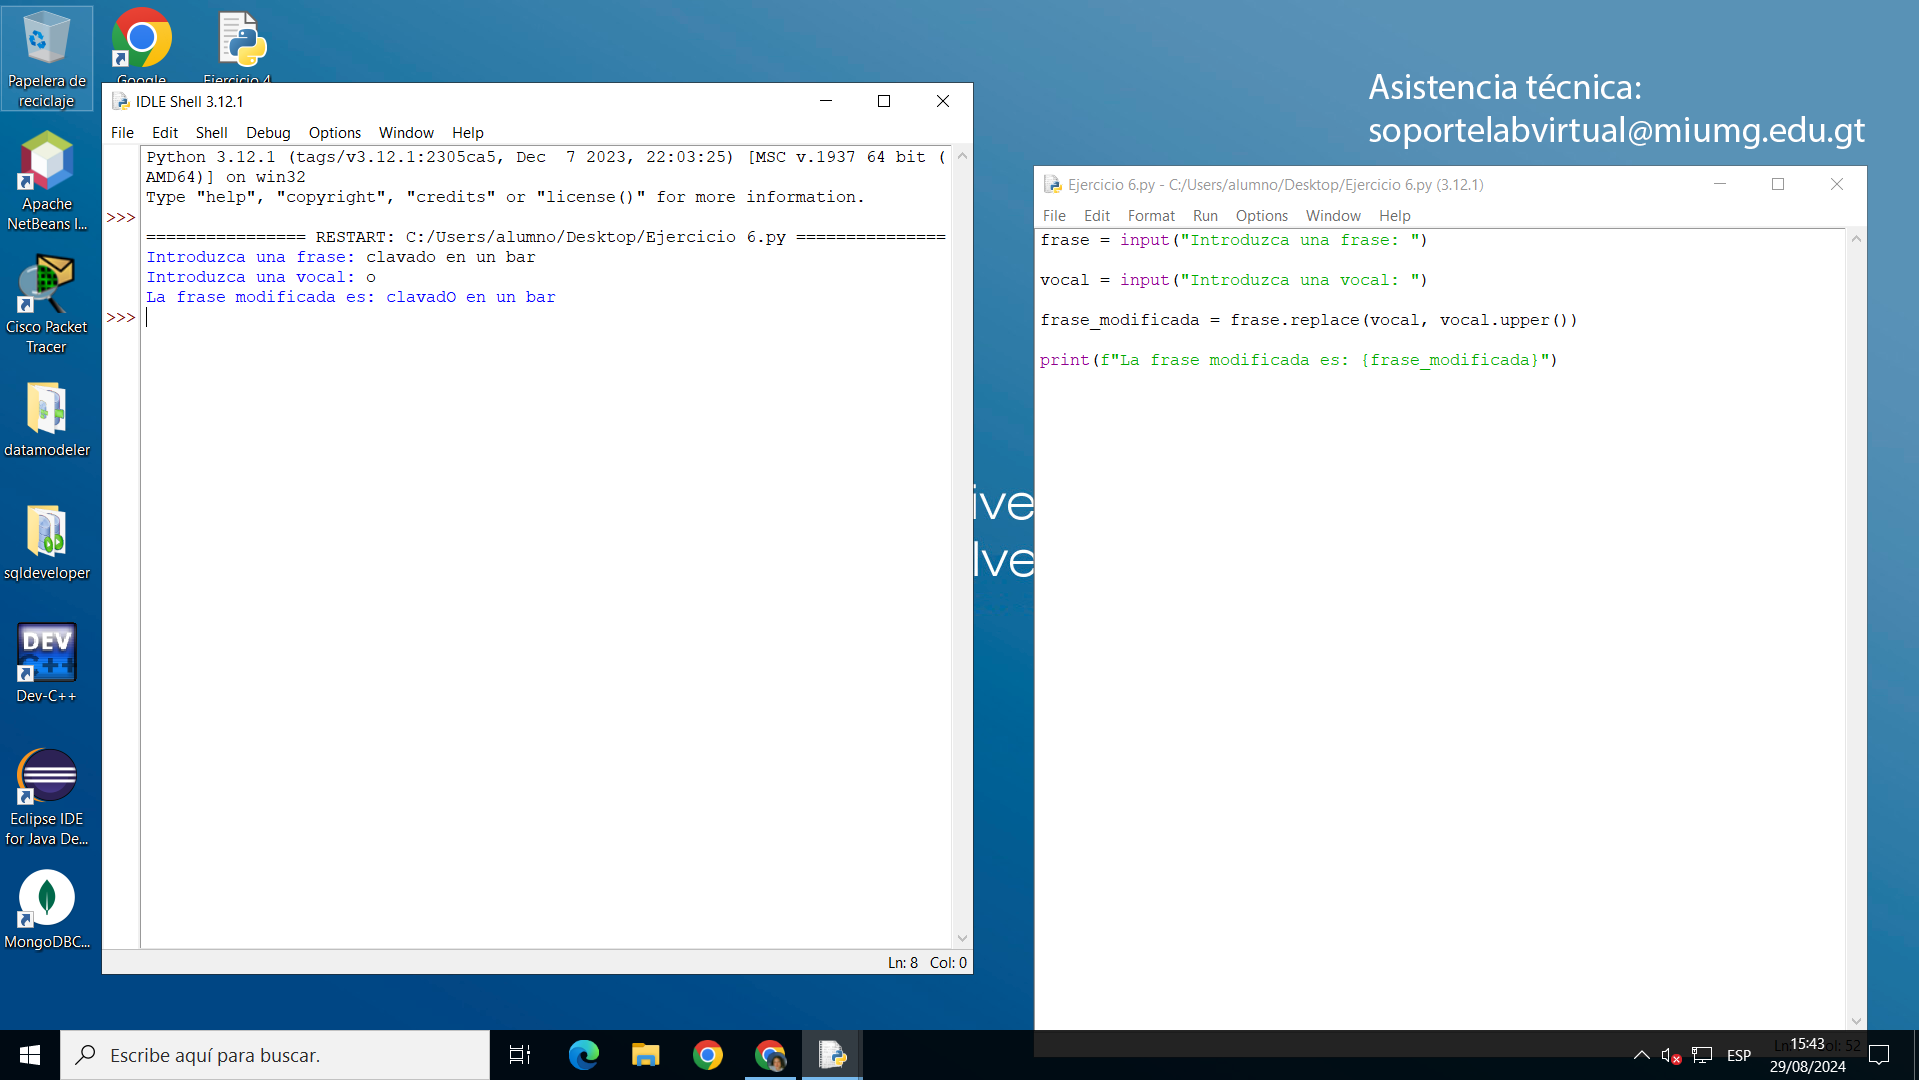 Papelera de
reciclaje
Google
Ejercicio 4
Apache
NetBeans I...
Cisco Packet
Tracer
datamodeler
sqldeveloper
DEV
C++
Dev-C++
Eclipse IDE
for Java De...
MongoDBC...
IDLE Shell 3.12.1
File Edit Shell Debug Options Window Help
Python 3.12.1 (tags/v3.12.1:2305ca5, Dec  7 2023, 22:03:25) [MSC v.1937 64 bit (
AMD64)] on win32
Type "help", "copyright", "credits" or "license()" for more information.
>>>
================ RESTART: C:/Users/alumno/Desktop/Ejercicio 6.py ===============
Introduzca una frase: clavado en un bar
Introduzca una vocal: o
La frase modificada es: clavadO en un bar
>>>
Ln: 8 Col: 0
Asistencia técnica:
soportelabvirtual@miumg.edu.gt
ive
lve
Ejercicio 6.py - C:/Users/alumno/Desktop/Ejercicio 6.py (3.12.1)
File Edit Format Run Options Window Help
frase = input("Introduzca una frase: ")
vocal = input("Introduzca una vocal: ")
frase_modificada = frase.replace(vocal, vocal.upper())
print(f"La frase modificada es: {frase_modificada}")
Escribe aquí para buscar.
ESP
15:43
29/08/2024